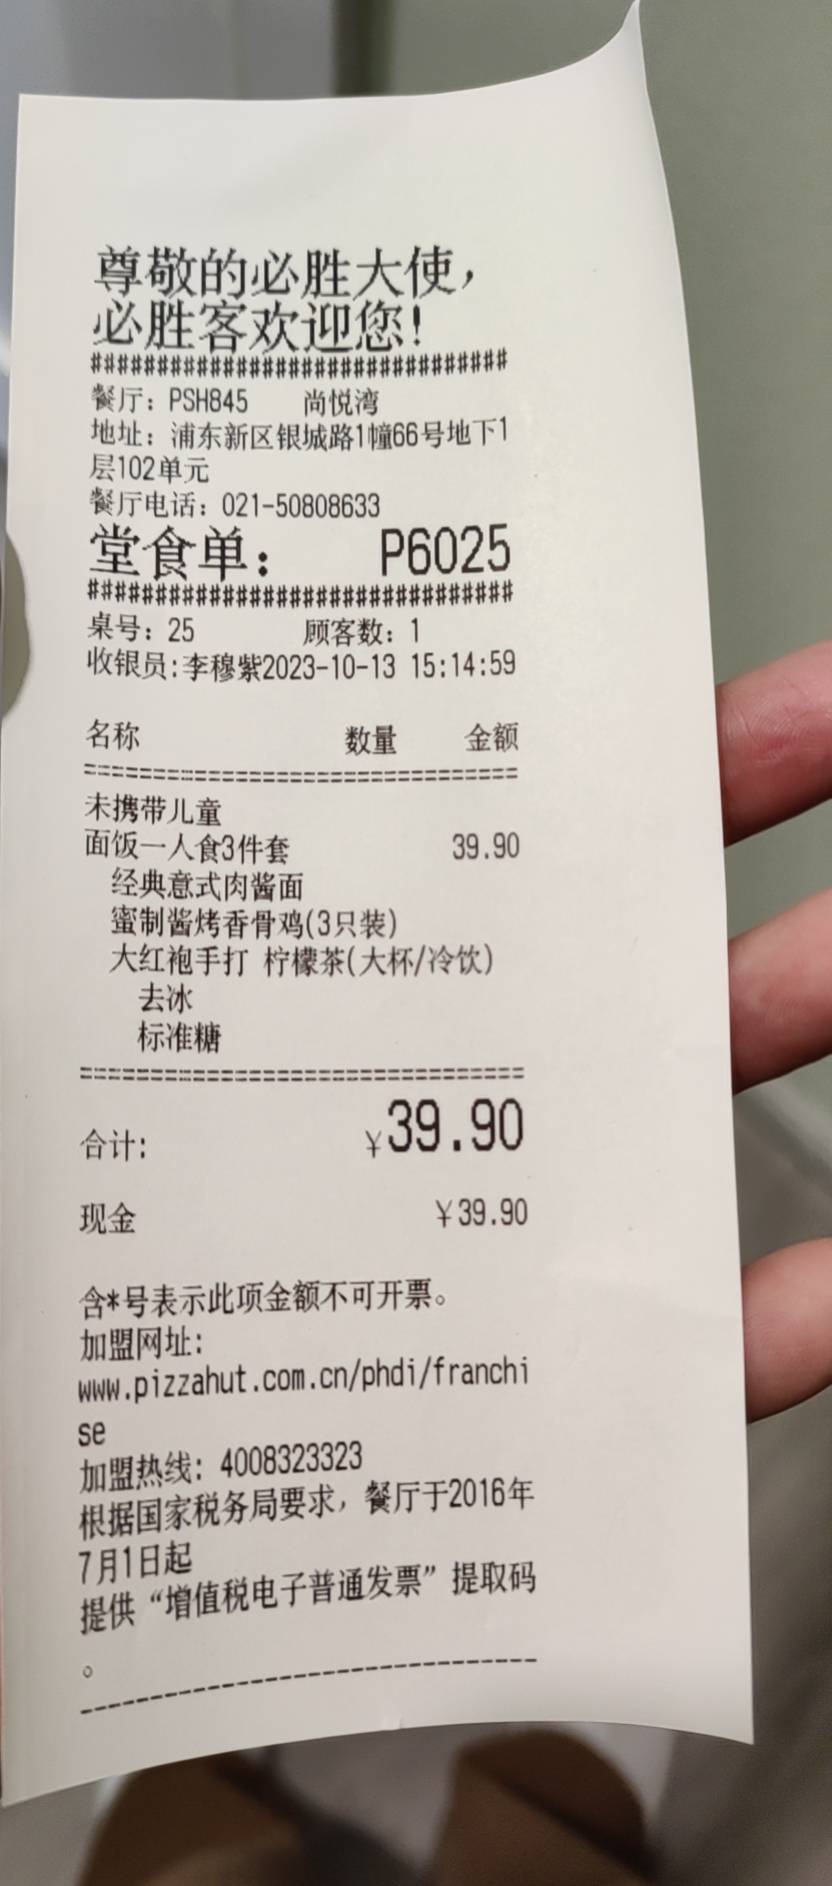 尊敬的必胜大使，
必胜客欢迎您！
################################
餐厅：PSH845 尚悦湾
地址：浦东新区银城路1幢66号地下1
层102单元
餐厅电话：021-50808633
堂食单： P6025
################################
桌号：25 顾客数：1
收银员:李穆紫2023-10-13 15:14:59
名称 数量 金额
================================
未携带儿童
面饭一人食3件套 39.90
经典意式肉酱面
蜜制酱烤香骨鸡(3只装)
大红袍手打 柠檬茶(大杯/冷饮)
去冰
标准糖
================================
合计: ￥39.90
现金 ￥39.90
含*号表示此项金额不可开票。
加盟网址:
www.pizzahut.com.cn/phdi/franchi
se
加盟热线: 4008323323
根据国家税务局要求，餐厅于2016年
7月1日起
提供“增值税电子普通发票”提取码
。
--------------------------------